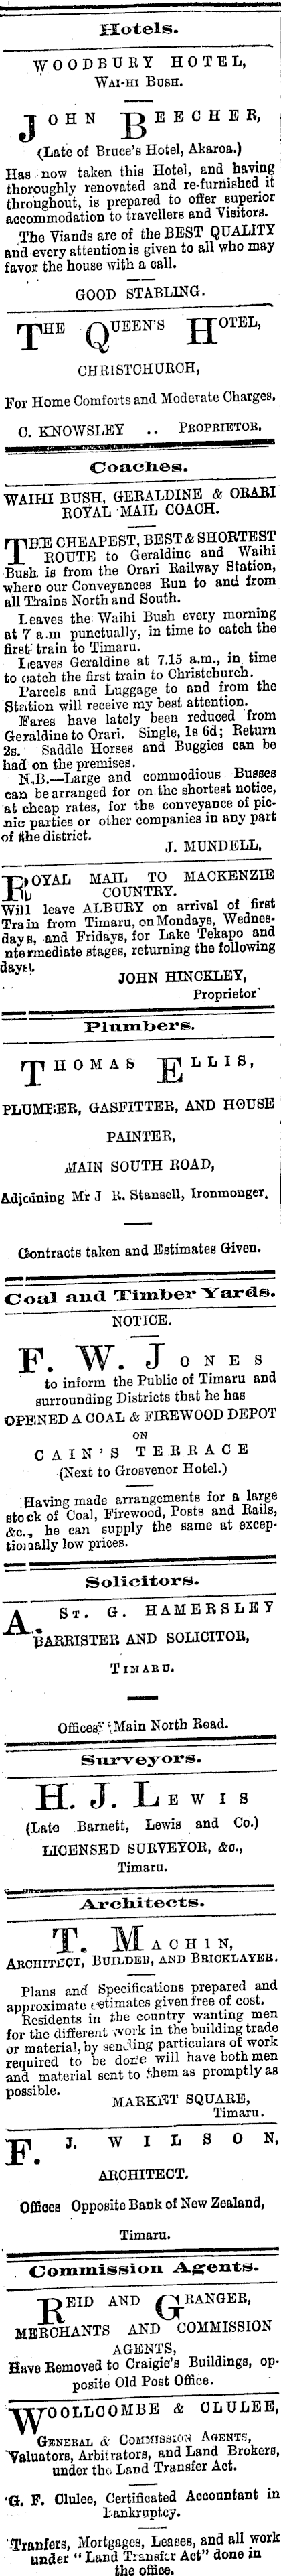 Hotels.
WOODBURY HOTEL,
WAI-HI BUSH.
JOHN BEECHER,
(Late of Bruce's Hotel, Akaroa.)
Has now taken this Hotel, and having
thoroughly renovated and re-furnished it
throughout, is prepared to offer superior
accommodation to travellers and Visitors.
The Viands are of the BEST QUALITY
and every attention is given to all who may
favor the house with a call.
GOOD STABLING.
THE QUEEN'S HOTEL,
CHRISTCHURCH,
For Home Comforts and Moderate Charges.
C. KNOWSLEY .. PROPRIETOR.
Coaches.
WAIHI BUSH, GERALDINE & ORARI
ROYAL MAIL COACH.
THE CHEAPEST, BEST & SHORTEST
ROUTE to Geraldine and Waihi
Bush is from the Orari Railway Station,
where our Conveyances Run to and from
all Trains North and South.
Leaves the Waihi Bush every morning
at 7 a.m punctually, in time to catch the
first train to Timaru.
Leaves Geraldine at 7.15 a.m., in time
to catch the first train to Christchurch.
Parcels and Luggage to and from the
Station will receive my best attention.
Fares have lately been reduced from
Geraldine to Orari. Single, 1s 6d; Return
2s. Saddle Horses and Buggies can be
had on the premises.
N.B.—Large and commodious Busses
can be arranged for on the shortest notice,
at cheap rates, for the conveyance of pic-
nic parties or other companies in any part
of the district.
J. MUNDELL,
ROYAL MAIL TO MACKENZIE
COUNTRY.
Will leave ALBURY on arrival of first
Train from Timaru, on Mondays, Wednes-
days, and Fridays, for Lake Tekapo and
ntermediate stages, returning the following
days.
JOHN HINCKLEY,
Proprietor
Plumbers.
THOMAS ELLIS,
PLUMBER, GASFITTER, AND HOUSE
PAINTER,
MAIN SOUTH ROAD,
Adjoining Mr J R. Stansell, Ironmonger.
Contracts taken and Estimates Given.
Coal and Timber Yards.
NOTICE.
F. W. JONES
to inform the Public of Timaru and
surrounding Districts that he has
OPENED A COAL & FIREWOOD DEPOT
ON
CAIN'S TERRACE
(Next to Grosvenor Hotel.)
Having made arrangements for a large
stock of Coal, Firewood, Posts and Rails,
&c., he can supply the same at excep-
tionally low prices.
Solicitors.
A. ST. G. HAMERSLEY
BARRISTER AND SOLICITOR,
TIMARU.
Offices: Main North Road.
Surveyors.
H. J. LEWIS
(Late Barnett, Lewis and Co.)
LICENSED SURVEYOR, &c.,
Timaru.
Architects.
T. MACHIN,
ARCHITECT, BUILDER, AND BRICKLAYER.
Plans and Specifications prepared and
approximate estimates given free of cost.
Residents in the country wanting men
for the different work in the building trade
or material, by sending particulars of work
required to be done will have both men
and material sent to them as promptly as
possible.
MARKET SQUARE,
Timaru.
F. J. WILSON,
ARCHITECT.
Offices Opposite Bank of New Zealand,
Timaru.
Commission Agents.
REID AND GRANGER,
MERCHANTS AND COMMISSION
AGENTS,
Have Removed to Craigie's Buildings, op-
posite Old Post Office.
WOOLLCOMBE & CLULEE,
GENERAL & COMMISSION AGENTS,
Valuators, Arbitrators, and Land Brokers,
under the Land Transfer Act.
G. F. Clulee, Certificated Accountant in
Bankruptcy.
Tranfers, Mortgages, Leases, and all work
under "Land Transfer Act" done in
the office.